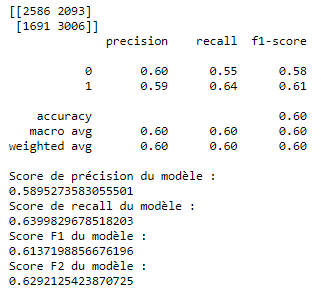 [[2586 2093]
[1691 3006]]
precision recall f1-score
0 0.60 0.55 0.58
1 0.59 0.64 0.61
accuracy 0.60
macro avg 0.60 0.60 0.60
weighted avg 0.60 0.60 0.60
Score de précision du modèle :
0.5895273583055501
Score de recall du modèle :
0.6399829678518203
Score F1 du modèle :
0.6137198856676196
Score F2 du modèle :
0.6292125423870725